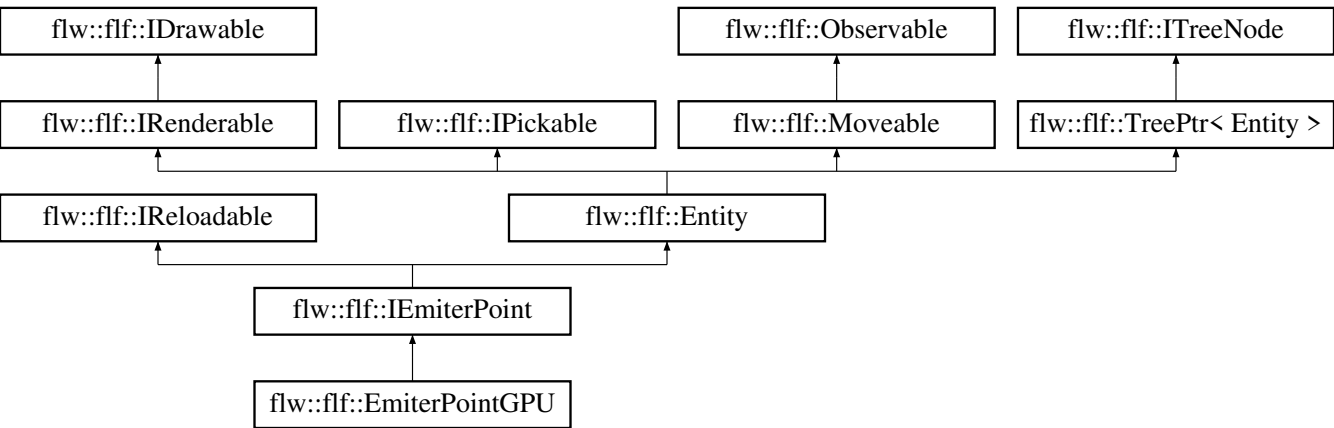 flw::flf::IDrawable
flw::flf::Observable
flw::flf::ITreeNode
flw::flf::IRenderable
flw::flf::IPickable
flw::flf::Moveable
flw::flf::TreePtr< Entity >
flw::flf::IReloadable
flw::flf::Entity
flw::flf::IEmiterPoint
flw::flf::EmiterPointGPU